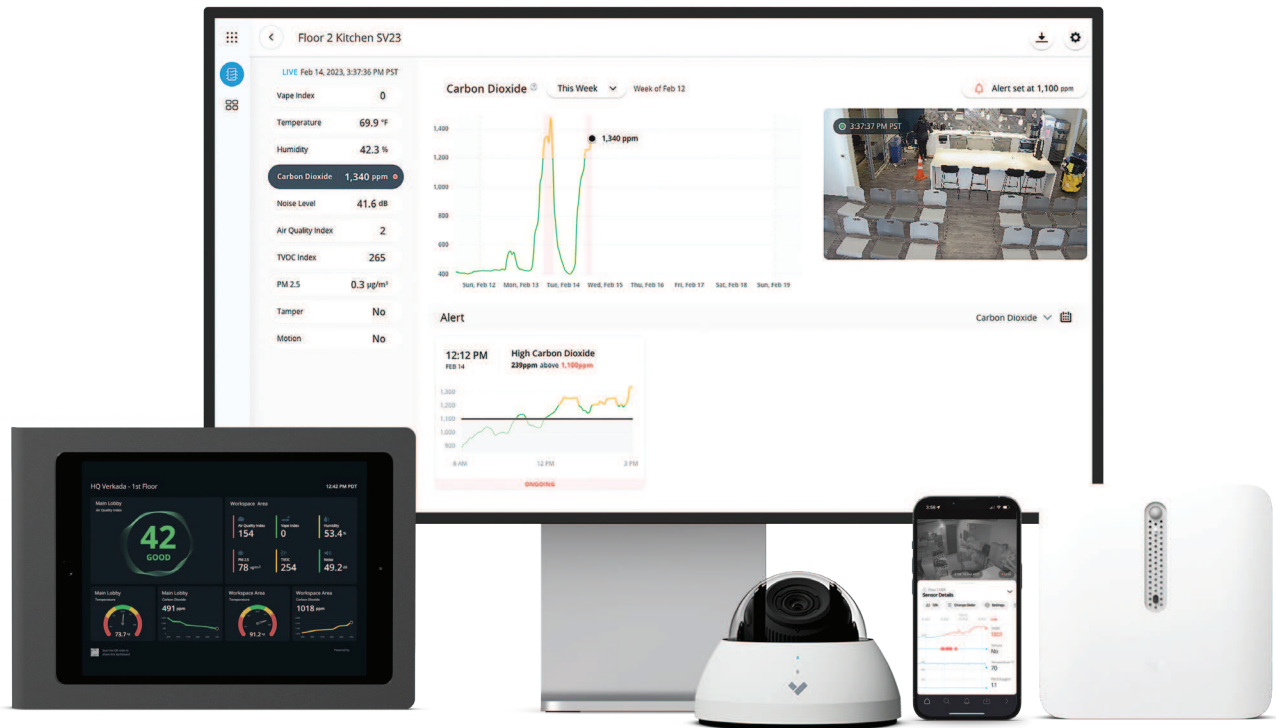 Floor 2 Kitchen SV23
LIVE Feb 14, 2023, 3:37:36 PM PST
Vape Index 0
Temperature 69.9 °F
Humidity 42.3 %
Carbon Dioxide 1,340 ppm
Noise Level 41.6 dB
Air Quality Index 2
TVOC Index 265
PM 2.5 0.3 µg/m³
Tamper No
Motion No
Carbon Dioxide This Week Week of Feb 12
Alert set at 1,100 ppm
1,400
1,200
1,000
800
600
400
1,340 ppm
Sun, Feb 12 Mon, Feb 13 Tue, Feb 14 Wed, Feb 15 Thu, Feb 16 Fri, Feb 17 Sat, Feb 18 Sun, Feb 19
3:37:37 PM PST
Alert
Carbon Dioxide
12:12 PM
FEB 14
High Carbon Dioxide
239ppm above 1,100ppm
1,300
1,200
1,100
1,000
900
8 AM 12 PM 3 PM
ONGOING
HQ Verkada - 1st Floor 12:42 PM PDT
Main Lobby
Air Quality Index
42
GOOD
Workspace Area
Air Quality Index
154
Vape Index
0
Humidity
53.4 %
PM 2.5
78
TVOC
254
Noise
49.2
Main Lobby
Temperature
73.7
Main Lobby
Carbon Dioxide
491 ppm
Workspace Area
Temperature
91.2
Workspace Area
Carbon Dioxide
1018 ppm
3:58
Sensor Details
Change Order
Settings
No
70